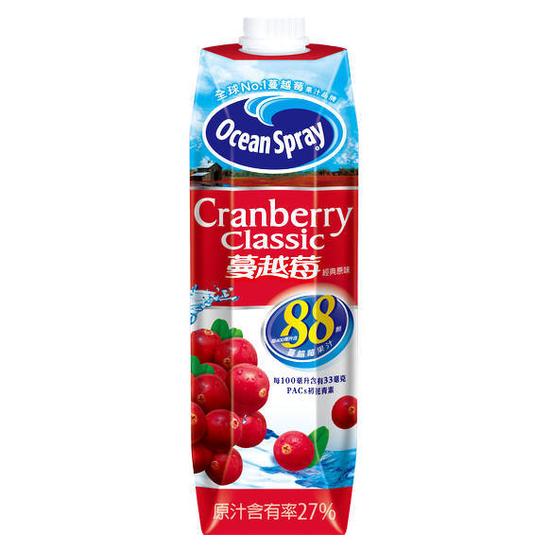 全球No.1蔓越莓果汁品牌
Ocean Spray
Cranberry
Classic
蔓越莓 經典原味
88
蔓越莓果汁
每100毫升含有33毫克
PACs初花青素
原汁含有率27%